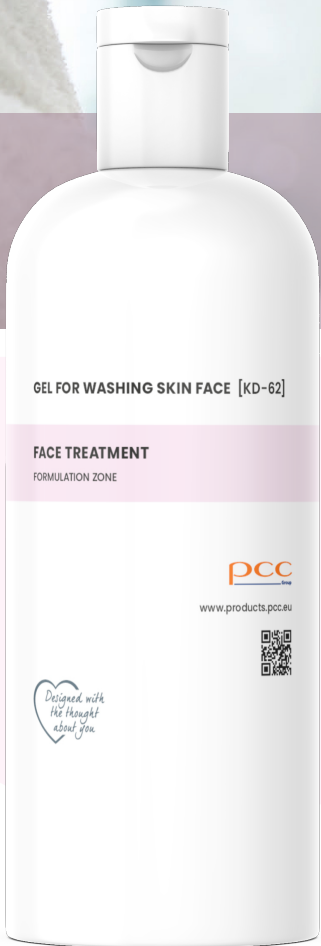 GEL FOR WASHING SKIN FACE [KD-62]
FACE TREATMENT
FORMULATION ZONE
pcc
Group
www.products.pcc.eu
Designed with
the thought
about you